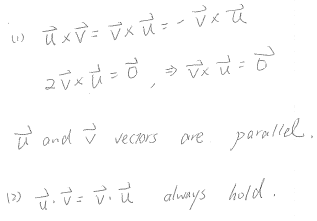 (1) u⃗ × v⃗ = v⃗ × u⃗ = - v⃗ × u⃗
2 v⃗ × u⃗ = 0⃗ , ⇒ v⃗ × u⃗ = 0⃗
u⃗ and v⃗ vectors are parallel.
(2) u⃗ · v⃗ = v⃗ · u⃗ always hold.